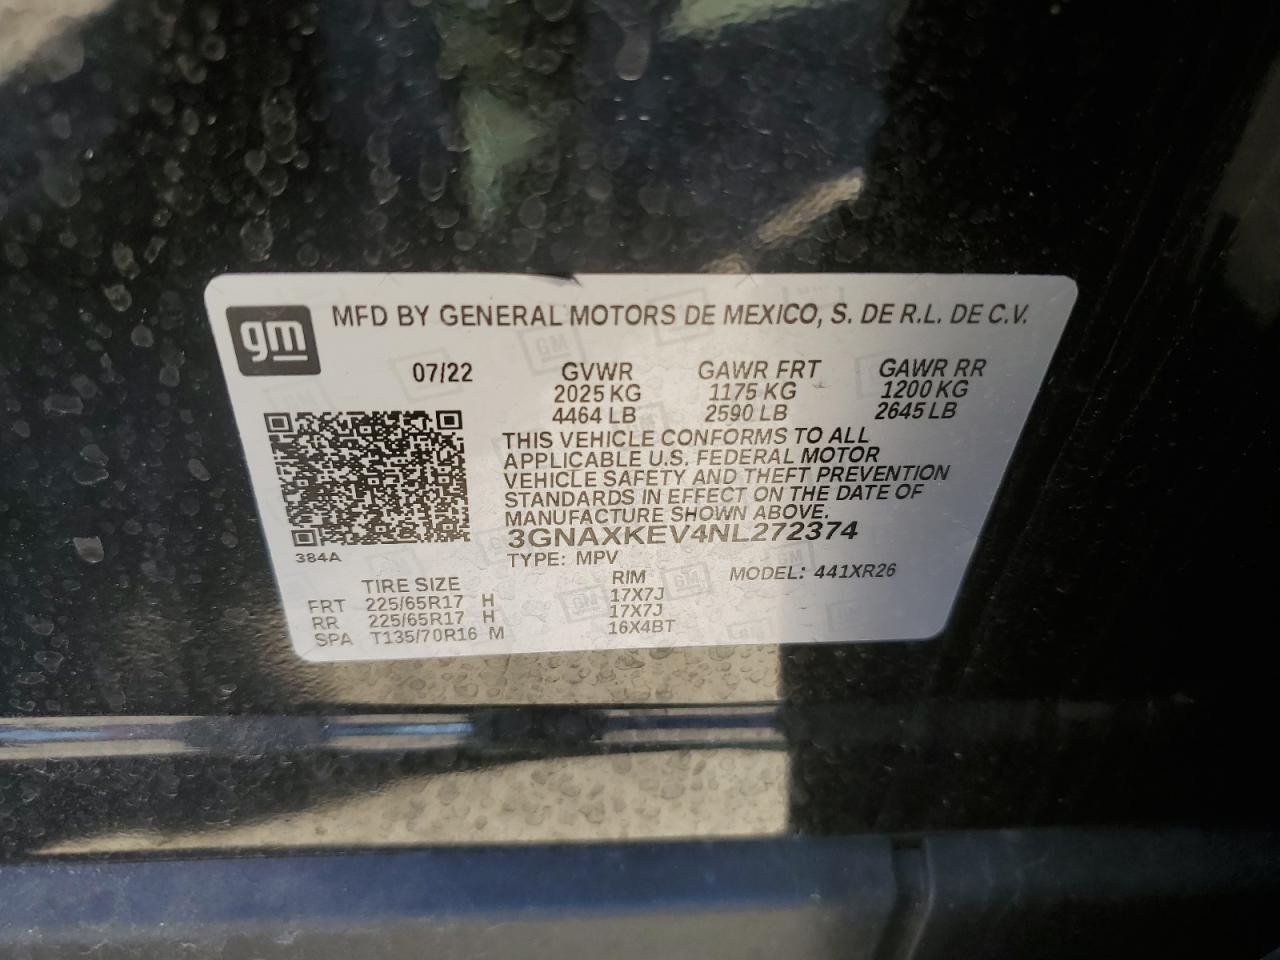 gm
MFD BY GENERAL MOTORS DE MEXICO, S. DE R.L. DE C.V.
07/22 GVWR GAWR FRT GAWR RR
2025 KG 1175 KG 1200 KG
4464 LB 2590 LB 2645 LB
THIS VEHICLE CONFORMS TO ALL
APPLICABLE U.S. FEDERAL MOTOR
VEHICLE SAFETY AND THEFT PREVENTION
STANDARDS IN EFFECT ON THE DATE OF
MANUFACTURE SHOWN ABOVE.
3GNAXKEV4NL272374
384A
TYPE: MPV MODEL: 441XR26
TIRE SIZE RIM
FRT 225/65R17 H 17X7J
RR 225/65R17 H 17X7J
SPA T135/70R16 M 16X4BT